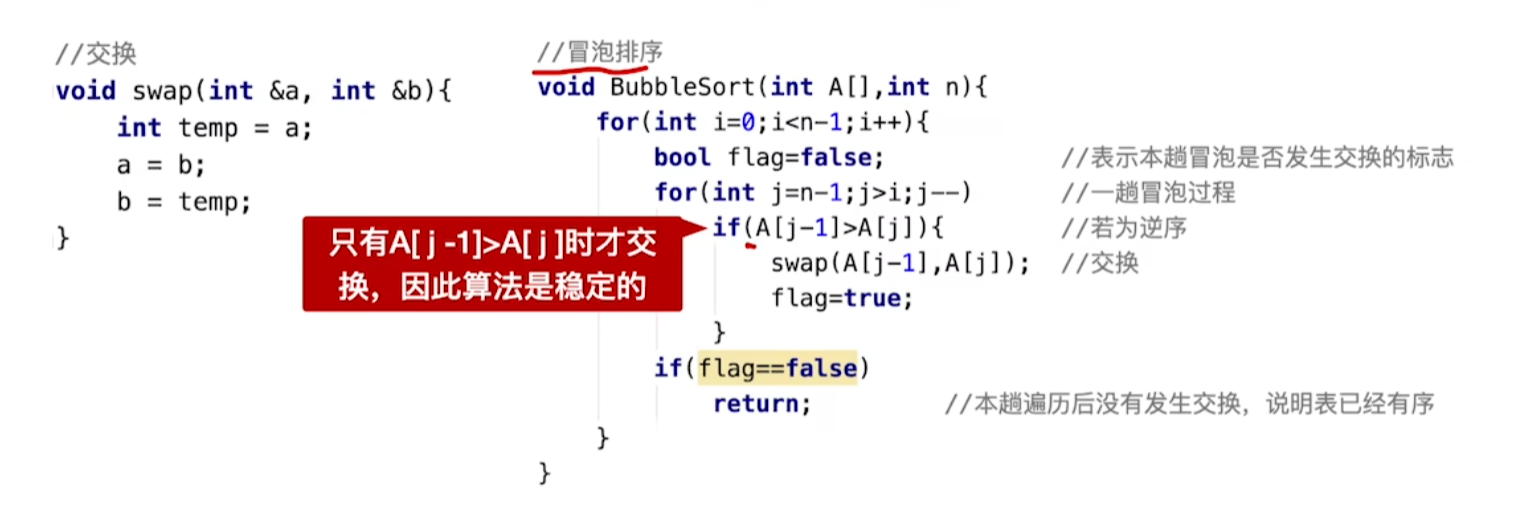 //交换
void swap(int &a, int &b){
    int temp = a;
    a = b;
    b = temp;
}
//冒泡排序
void BubbleSort(int A[],int n){
    for(int i=0;i<n-1;i++){
        bool flag=false; //表示本趟冒泡是否发生交换的标志
        for(int j=n-1;j>i;j--) //一趟冒泡过程
            if(A[j-1]>A[j]){ //若为逆序
                swap(A[j-1],A[j]); //交换
                flag=true;
            }
        if(flag==false)
            return; //本趟遍历后没有发生交换，说明表已经有序
    }
}
只有A[ j -1]>A[ j ]时才交
换，因此算法是稳定的